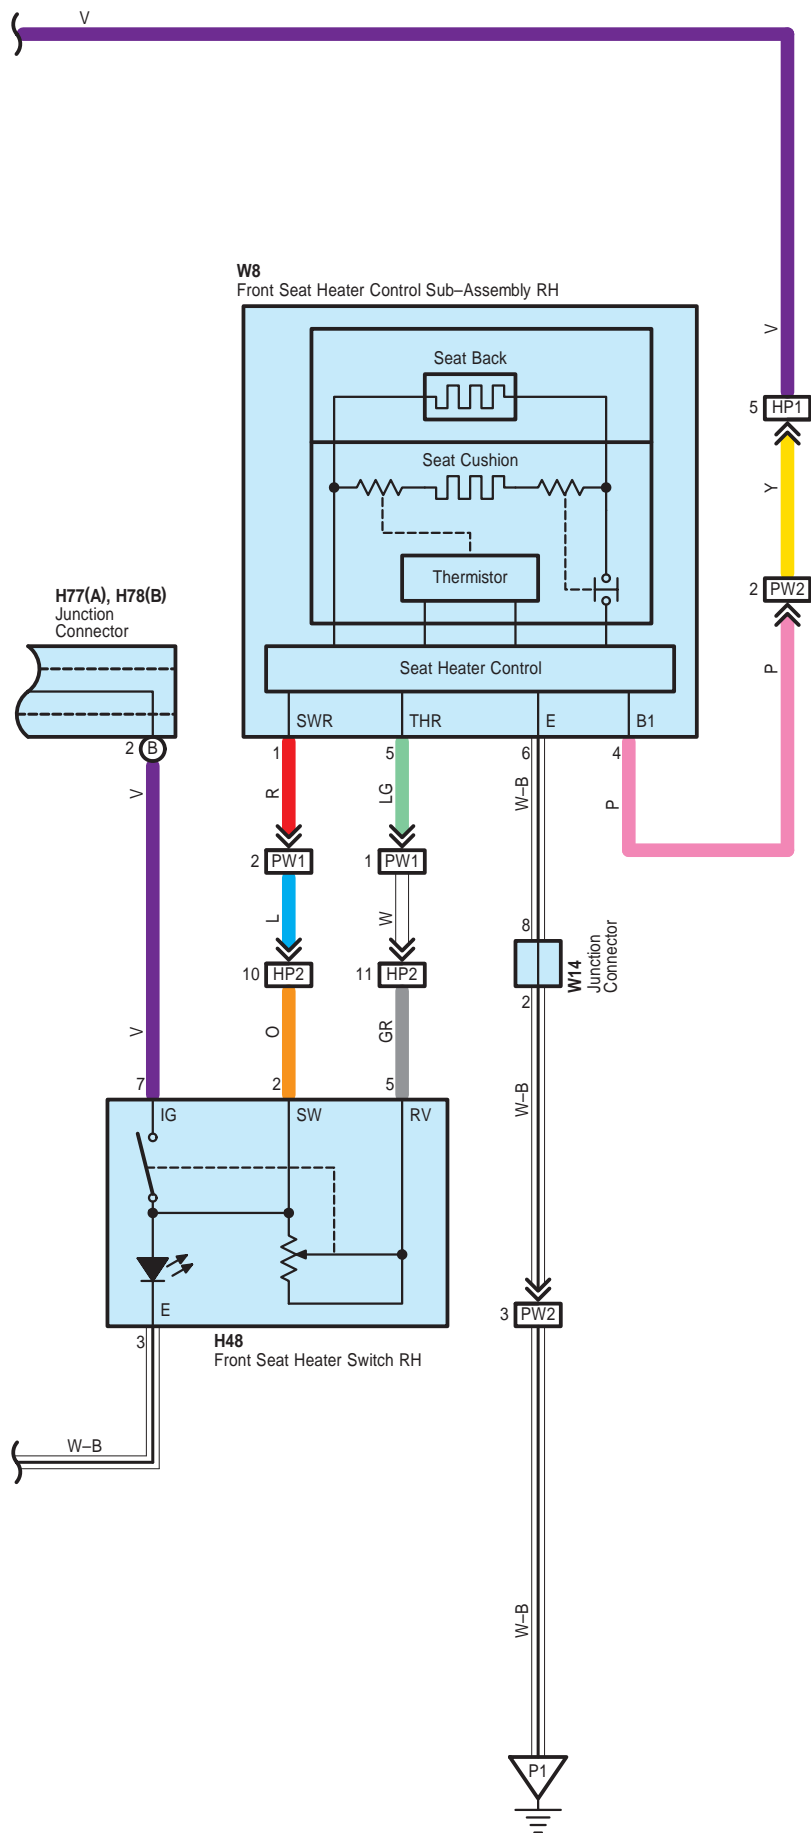 V
W8
Front Seat Heater Control Sub–Assembly RH
V
Seat Back
5 HP1
Seat Cushion
Y
Thermistor
2 PW2
H77(A), H78(B)
Junction
Connector
Seat Heater Control
P
SWR THR E B1
2 B
1 5 6 4
V R LG W–B P
2 PW1 1 PW1
L W
8
W14
Junction
Connector
10 HP2 11 HP2
2
V O GR
W–B
7 2 5
IG SW RV
E
3 PW2
3
H48
Front Seat Heater Switch RH
W–B
W–B
P1